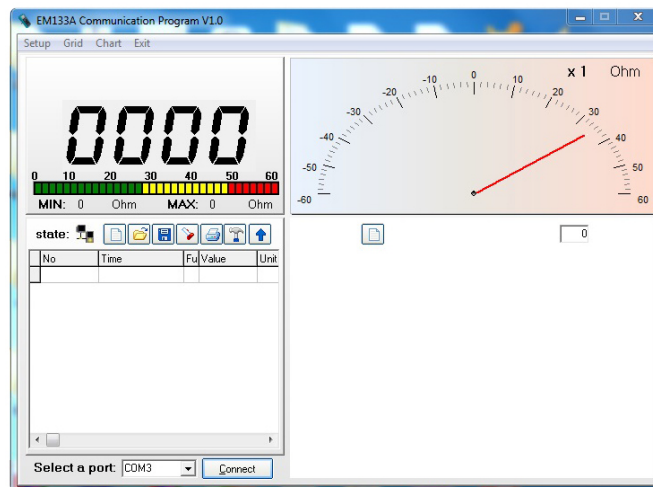 EM133A Communication Program V1.0
Setup Grid Chart Exit
0000
0 10 20 30 40 50 60
MIN: 0 Ohm MAX: 0 Ohm
x 1 Ohm
-60 -50 -40 -30 -20 -10 0 10 20 30 40 50 60
state:
0
No Time Fu Value Unit
Select a port: COM3 Connect